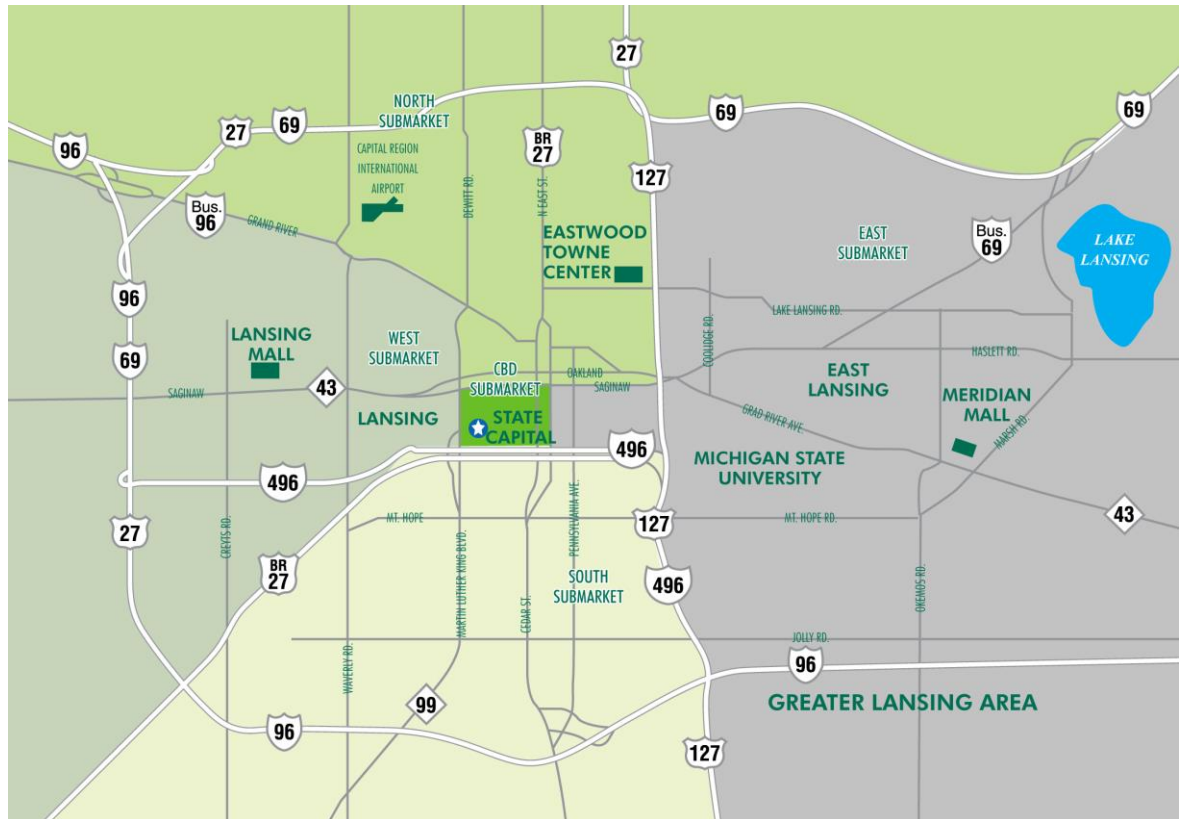 27
69
69
27
69
96
NORTH
SUBMARKET
BR
27
CAPITAL REGION
INTERNATIONAL
AIRPORT
127
DEWITT RD.
N EAST ST.
Bus.
96
GRAND RIVER
EASTWOOD
TOWNE
CENTER
EAST
SUBMARKET
Bus.
69
LAKE
LANSING
96
LAKE LANSING RD.
COOLIDGE RD.
LANSING
MALL
WEST
SUBMARKET
69
HASLETT RD.
CBD
SUBMARKET
OAKLAND
SAGINAW
EAST
LANSING
SAGINAW
43
MERIDIAN
MALL
LANSING
STATE
CAPITAL
GRAD RIVER AVE.
MARSH RD.
496
496
MICHIGAN STATE
UNIVERSITY
27
CREYTS RD.
MT. HOPE
PENNSYLVANIA AVE.
127
MT. HOPE RD.
43
BR
27
MARTIN LUTHER KING BLVD.
CEDAR ST.
SOUTH
SUBMARKET
496
OKEMOS RD.
WAVERLY RD.
JOLLY RD.
96
99
GREATER LANSING AREA
96
127